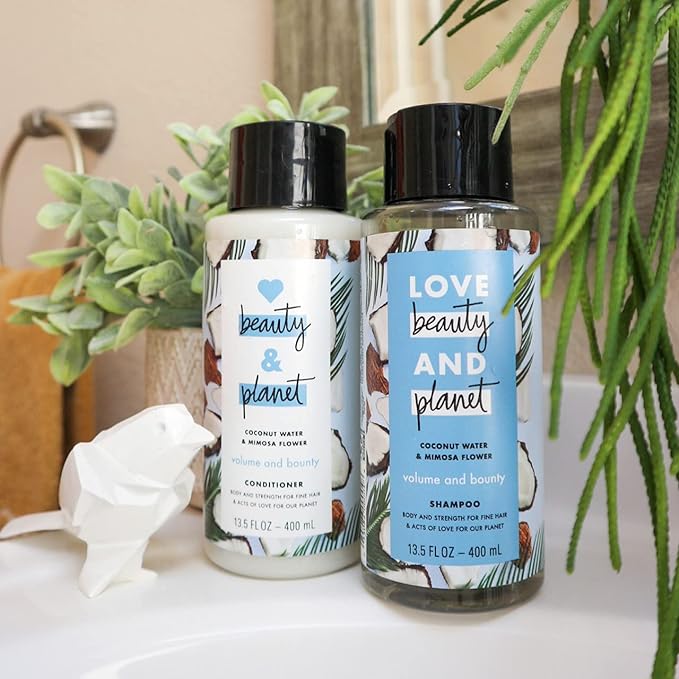 beauty
&
planet
COCONUT WATER
& MIMOSA FLOWER
volume and bounty
CONDITIONER
BODY AND STRENGTH FOR FINE HAIR
& ACTS OF LOVE FOR OUR PLANET
13.5 FL OZ – 400 mL
LOVE
beauty
AND
planet
COCONUT WATER
& MIMOSA FLOWER
volume and bounty
SHAMPOO
BODY AND STRENGTH FOR FINE HAIR
& ACTS OF LOVE FOR OUR PLANET
13.5 FL OZ – 400 mL